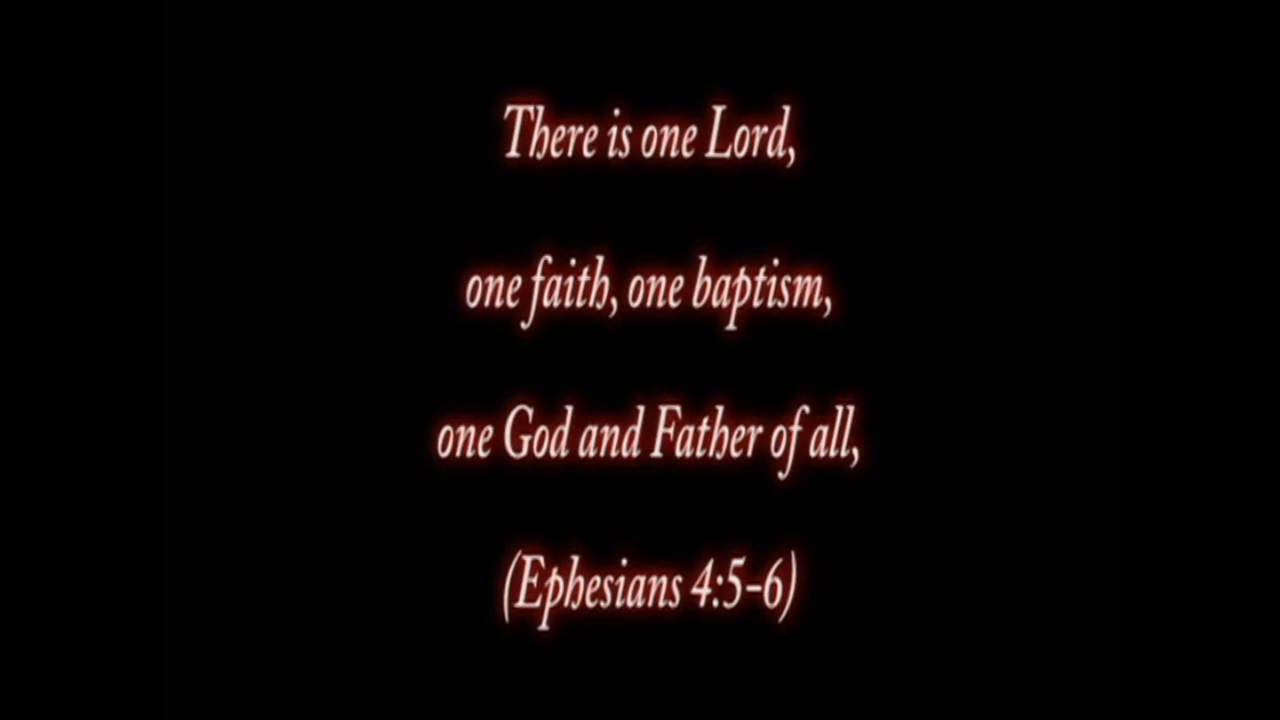 There is one Lord,
one faith, one baptism,
one God and Father of all,
(Ephesians 4:5-6)